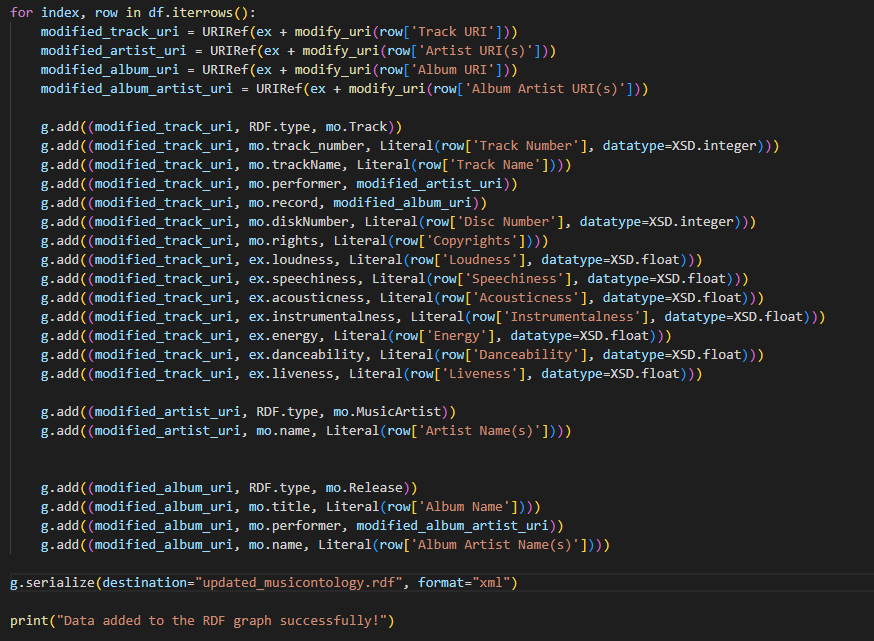 for index, row in df.iterrows():
    modified_track_uri = URIRef(ex + modify_uri(row['Track URI']))
    modified_artist_uri = URIRef(ex + modify_uri(row['Artist URI(s)']))
    modified_album_uri = URIRef(ex + modify_uri(row['Album URI']))
    modified_album_artist_uri = URIRef(ex + modify_uri(row['Album Artist URI(s)']))

    g.add((modified_track_uri, RDF.type, mo.Track))
    g.add((modified_track_uri, mo.track_number, Literal(row['Track Number'], datatype=XSD.integer)))
    g.add((modified_track_uri, mo.trackName, Literal(row['Track Name'])))
    g.add((modified_track_uri, mo.performer, modified_artist_uri))
    g.add((modified_track_uri, mo.record, modified_album_uri))
    g.add((modified_track_uri, mo.diskNumber, Literal(row['Disc Number'], datatype=XSD.integer)))
    g.add((modified_track_uri, mo.rights, Literal(row['Copyrights'])))
    g.add((modified_track_uri, ex.loudness, Literal(row['Loudness'], datatype=XSD.float)))
    g.add((modified_track_uri, ex.speechiness, Literal(row['Speechiness'], datatype=XSD.float)))
    g.add((modified_track_uri, ex.acousticness, Literal(row['Acousticness'], datatype=XSD.float)))
    g.add((modified_track_uri, ex.instrumentalness, Literal(row['Instrumentalness'], datatype=XSD.float)))
    g.add((modified_track_uri, ex.energy, Literal(row['Energy'], datatype=XSD.float)))
    g.add((modified_track_uri, ex.danceability, Literal(row['Danceability'], datatype=XSD.float)))
    g.add((modified_track_uri, ex.liveness, Literal(row['Liveness'], datatype=XSD.float)))

    g.add((modified_artist_uri, RDF.type, mo.MusicArtist))
    g.add((modified_artist_uri, mo.name, Literal(row['Artist Name(s)'])))


    g.add((modified_album_uri, RDF.type, mo.Release))
    g.add((modified_album_uri, mo.title, Literal(row['Album Name'])))
    g.add((modified_album_uri, mo.performer, modified_album_artist_uri))
    g.add((modified_album_uri, mo.name, Literal(row['Album Artist Name(s)'])))

g.serialize(destination="updated_musicontology.rdf", format="xml")

print("Data added to the RDF graph successfully!")